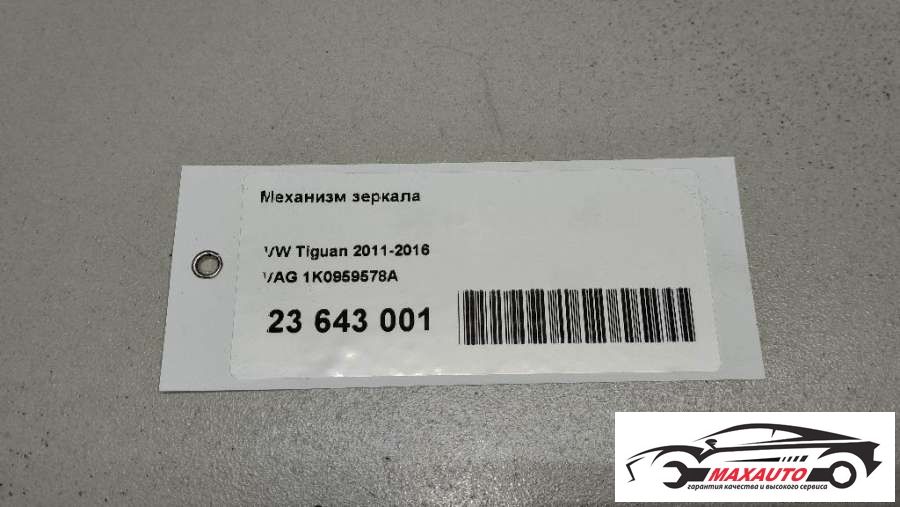 Механизм зеркала
VW Tiguan 2011-2016
VAG 1K0959578A
23 643 001
MAXAUTO
гарантия качества и высокого сервиса